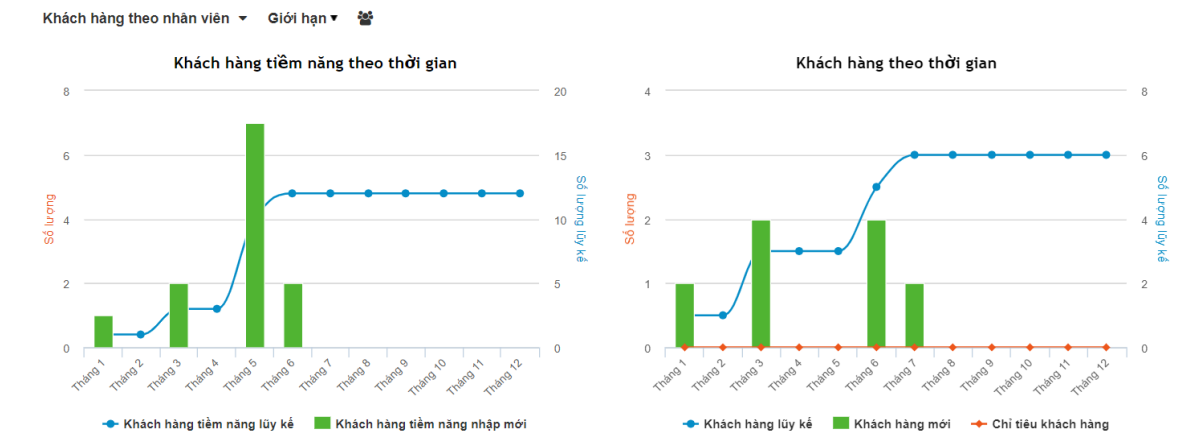 Khách hàng theo nhân viên Giới hạn
Khách hàng tiềm năng theo thời gian
8
6
4
2
0
Số lượng
20
15
10
5
0
Số lượng lũy kế
Tháng 1
Tháng 2
Tháng 3
Tháng 4
Tháng 5
Tháng 6
Tháng 7
Tháng 8
Tháng 9
Tháng 10
Tháng 11
Tháng 12
Khách hàng tiềm năng lũy kế Khách hàng tiềm năng nhập mới
Khách hàng theo thời gian
4
3
2
1
0
Số lượng
8
6
4
2
0
Số lượng lũy kế
Tháng 1
Tháng 2
Tháng 3
Tháng 4
Tháng 5
Tháng 6
Tháng 7
Tháng 8
Tháng 9
Tháng 10
Tháng 11
Tháng 12
Khách hàng lũy kế Khách hàng mới Chỉ tiêu khách hàng